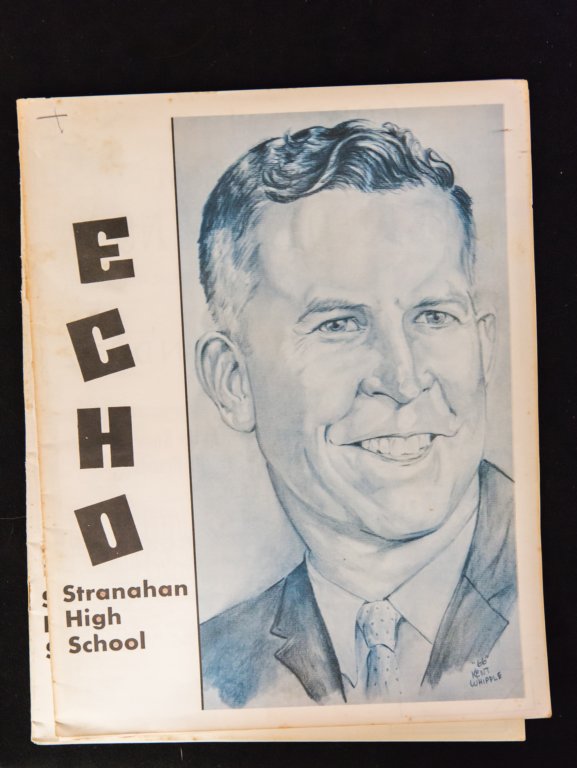 ECHO
Stranahan
High
School
"66"
KENT
WHIPPLE